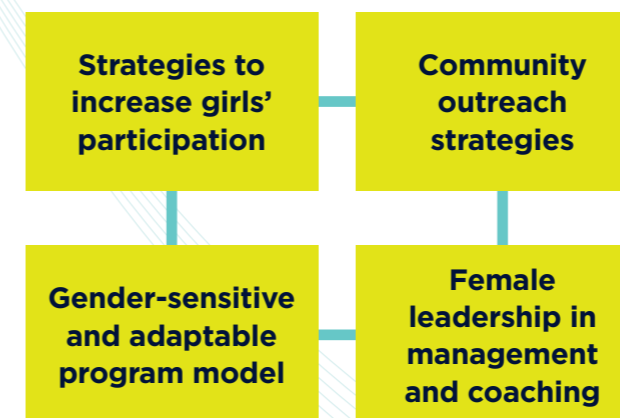 Strategies to
increase girls’
participation
Community
outreach
strategies
Gender-sensitive
and adaptable
program model
Female
leadership in
management
and coaching